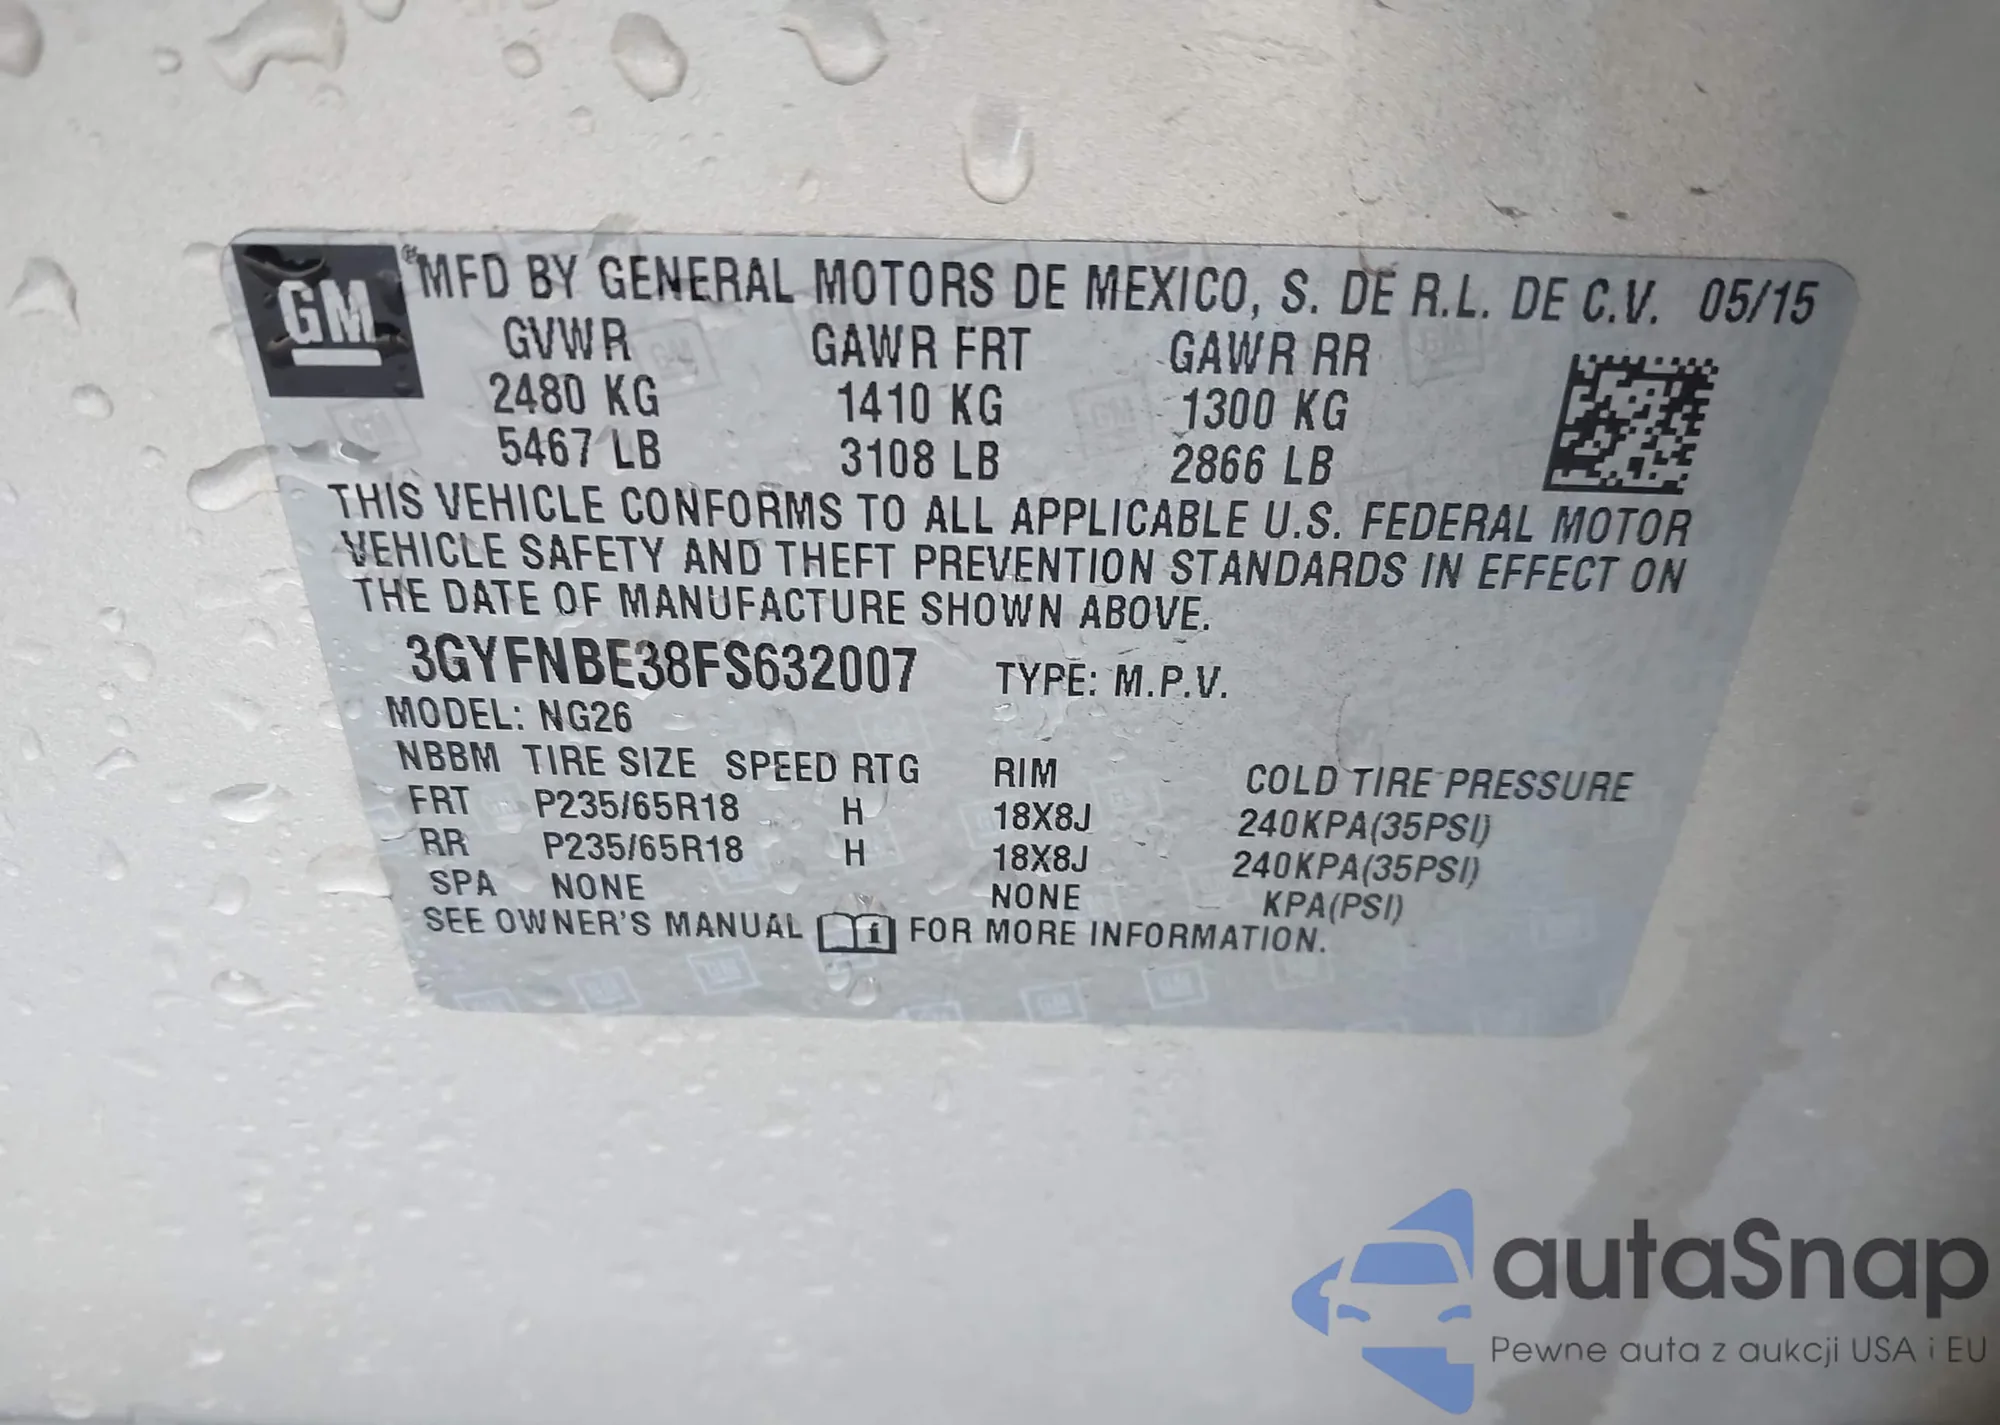 GM
MFD BY GENERAL MOTORS DE MEXICO, S. DE R.L. DE C.V. 05/15
GVWR GAWR FRT GAWR RR
2480 KG 1410 KG 1300 KG
5467 LB 3108 LB 2866 LB
THIS VEHICLE CONFORMS TO ALL APPLICABLE U.S. FEDERAL MOTOR
VEHICLE SAFETY AND THEFT PREVENTION STANDARDS IN EFFECT ON
THE DATE OF MANUFACTURE SHOWN ABOVE.
3GYFNBE38FS632007 TYPE: M.P.V.
MODEL: NG26
NBBM TIRE SIZE SPEED RTG RIM COLD TIRE PRESSURE
FRT P235/65R18 H 18X8J 240KPA(35PSI)
RR P235/65R18 H 18X8J 240KPA(35PSI)
SPA NONE NONE KPA(PSI)
SEE OWNER'S MANUAL i FOR MORE INFORMATION.
autaSnap
Pewne auta z aukcji USA i EU